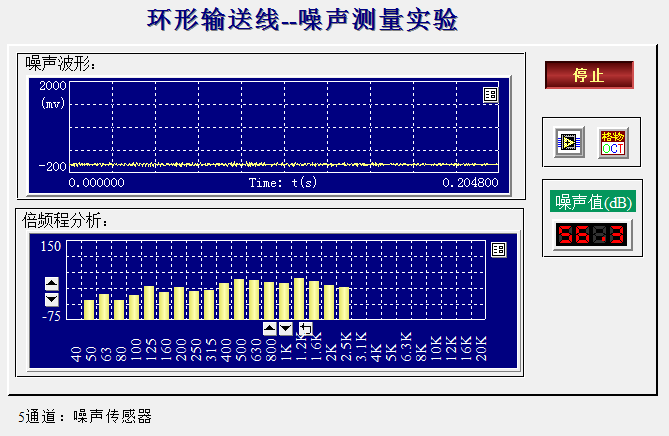 环形输送线--噪声测量实验
噪声波形：
停止
2000
(mv)
-200
0.000000 Time: t(s) 0.204800
格物
OCT
噪声值(dB)
倍频程分析：
150
-75
40 50 63 80 100 125 160 200 250 315 400 500 630 800 1K 1.2K 1.6K 2K 2.5K 3.1K 4K 5K 6.3K 8K 10K 12K 16K 20K
5通道：噪声传感器